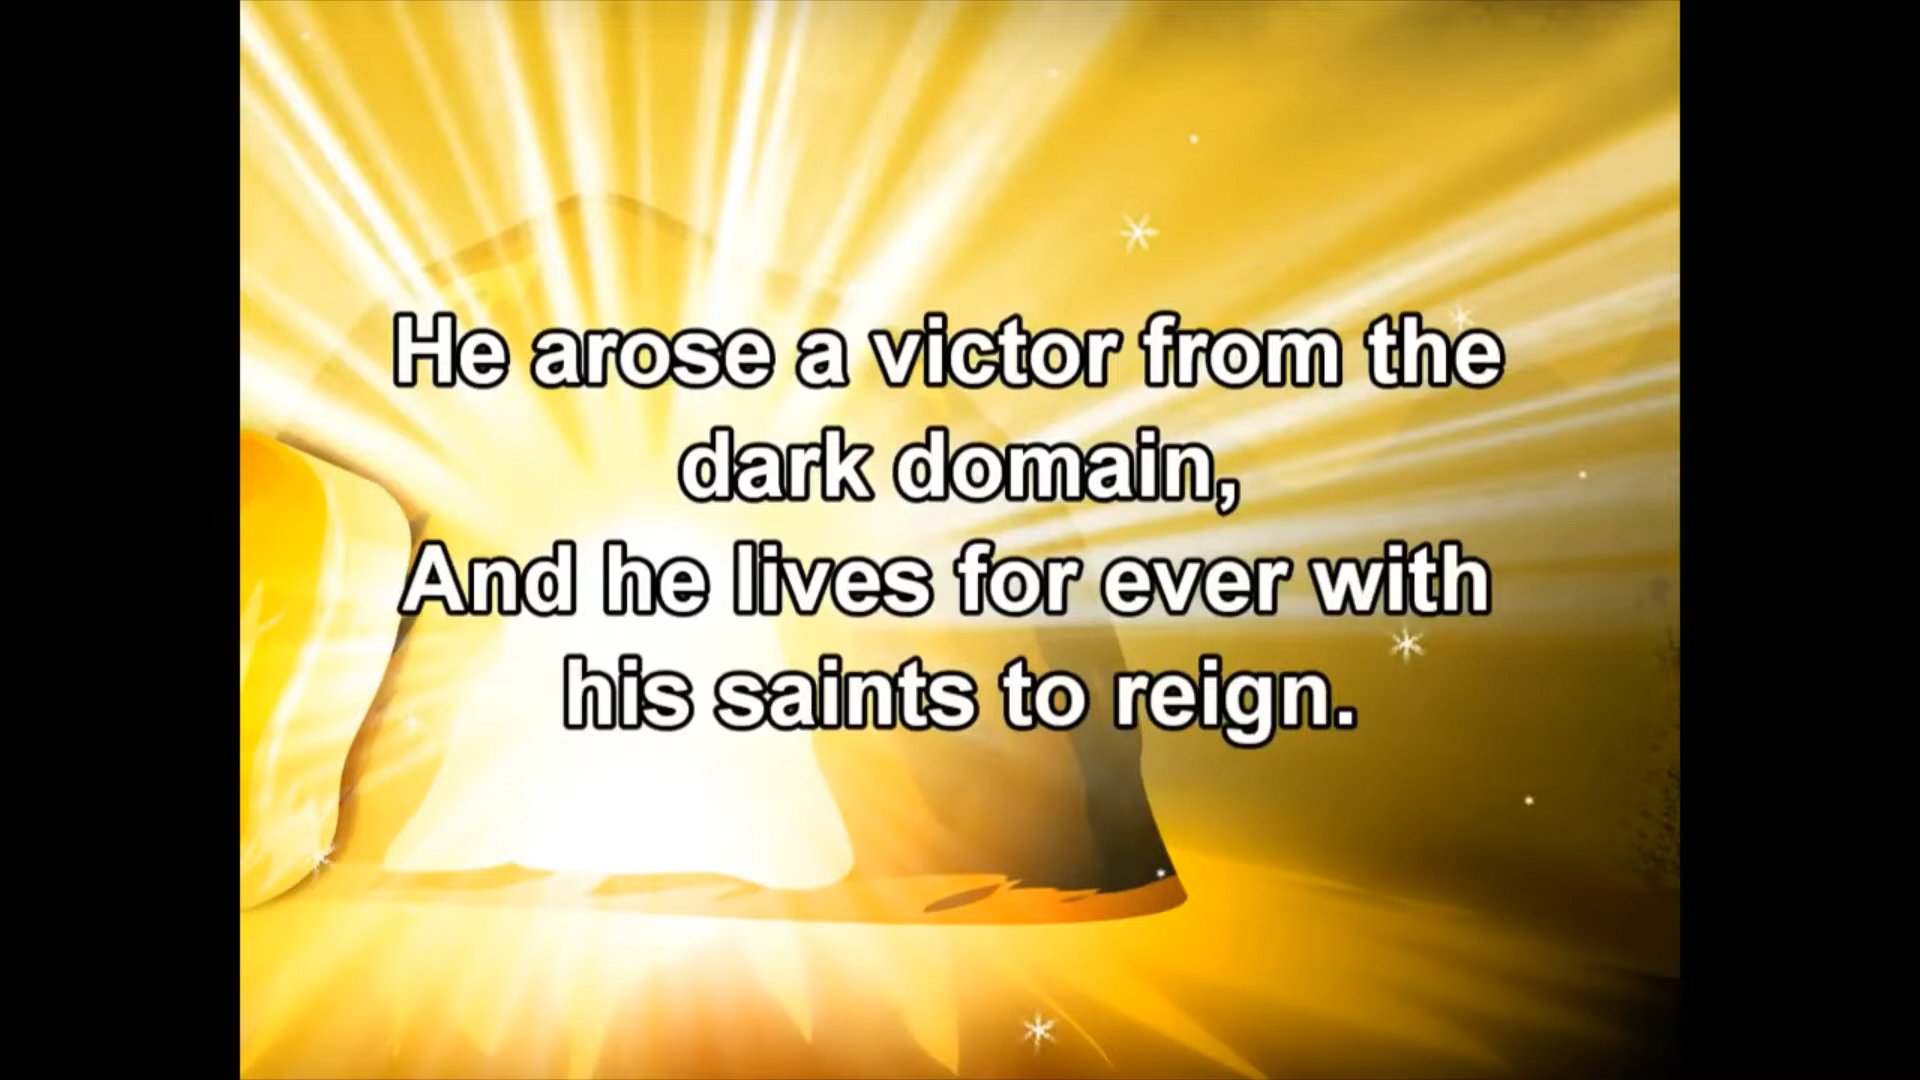 He arose a victor from the
dark domain,
And he lives for ever with
his saints to reign.